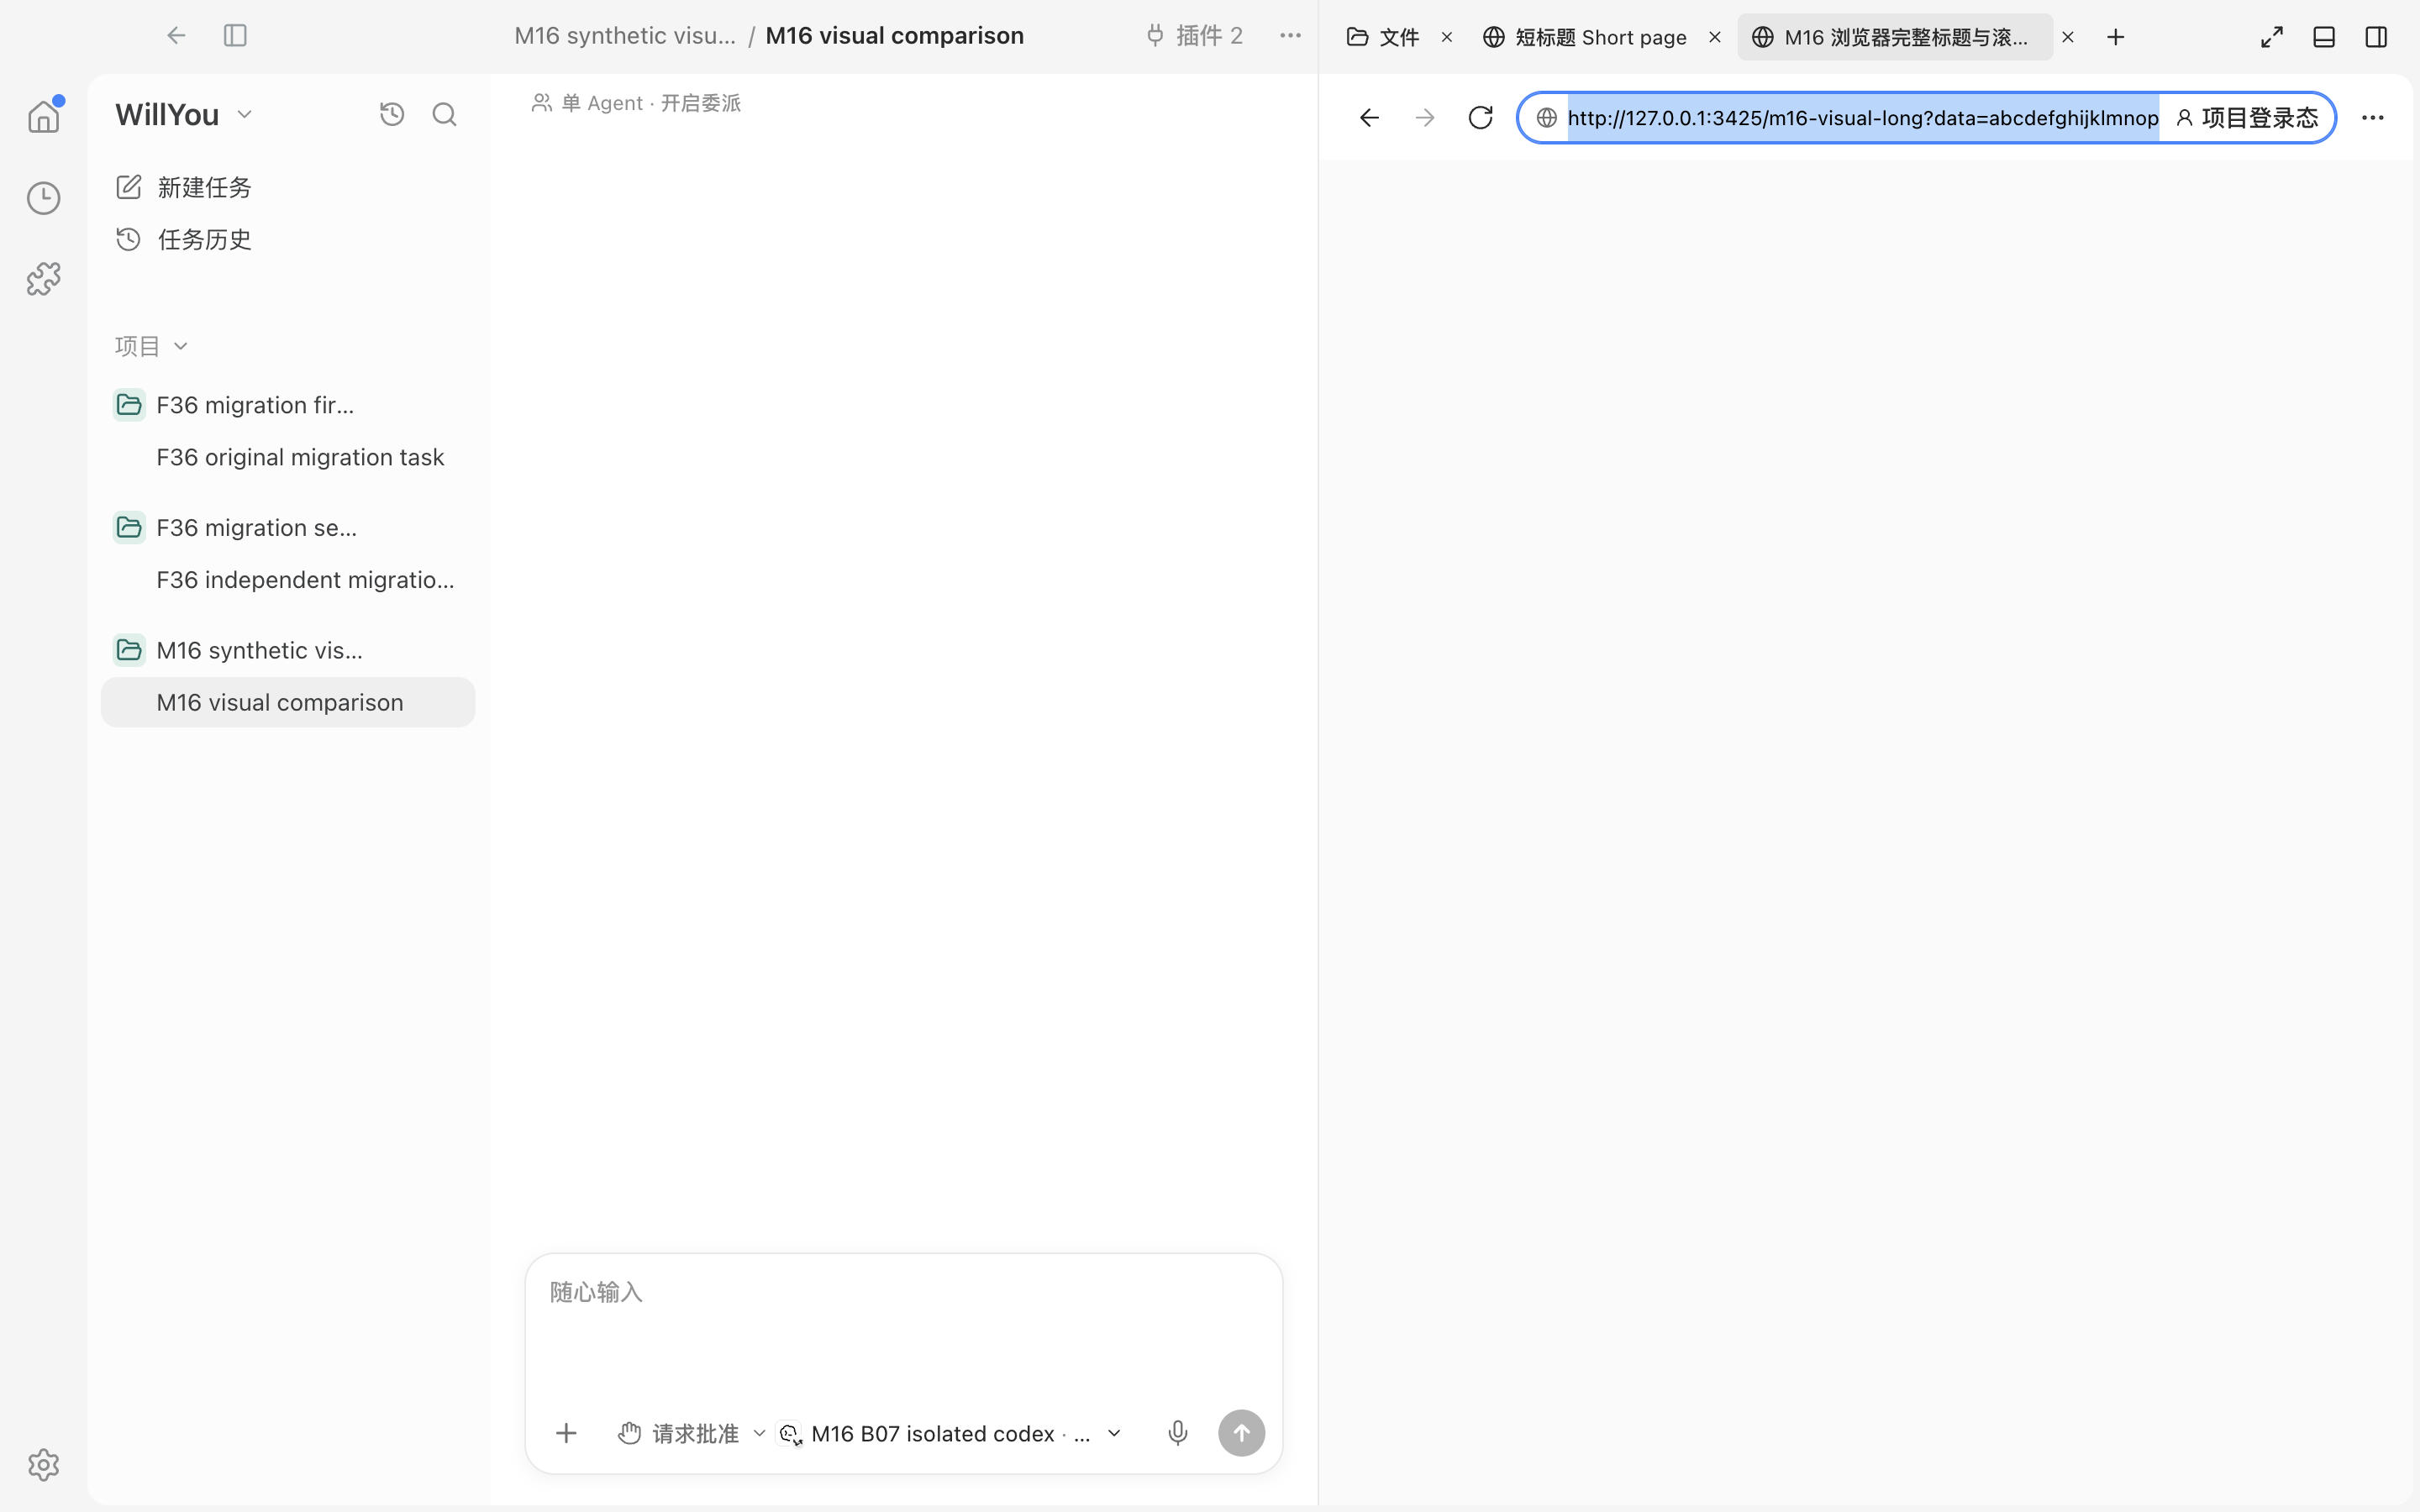 M16 synthetic visu... / M16 visual comparison
插件 2
文件
短标题 Short page
M16 浏览器完整标题与滚...
WillYou
单 Agent · 开启委派
http://127.0.0.1:3425/m16-visual-long?data=abcdefghijklmnop
项目登录态
新建任务
任务历史
项目
F36 migration fir...
F36 original migration task
F36 migration se...
F36 independent migratio...
M16 synthetic vis...
M16 visual comparison
随心输入
请求批准
M16 B07 isolated codex · ...